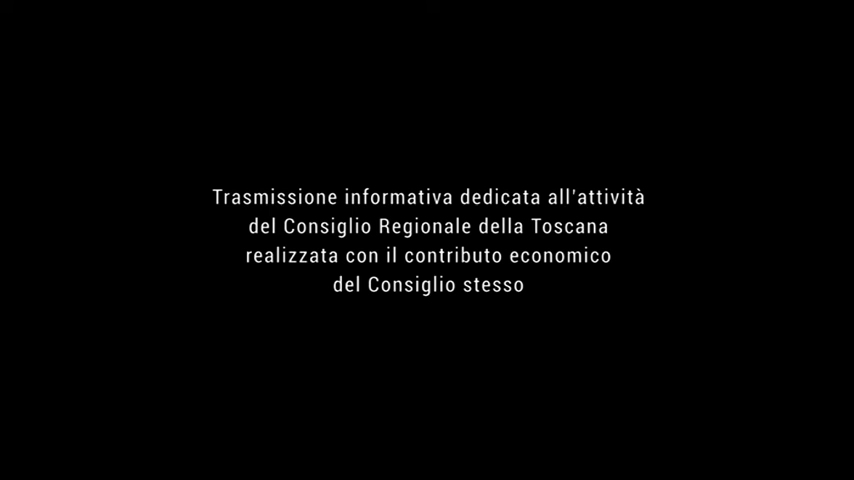 Trasmissione informativa dedicata all'attività
del Consiglio Regionale della Toscana
realizzata con il contributo economico
del Consiglio stesso